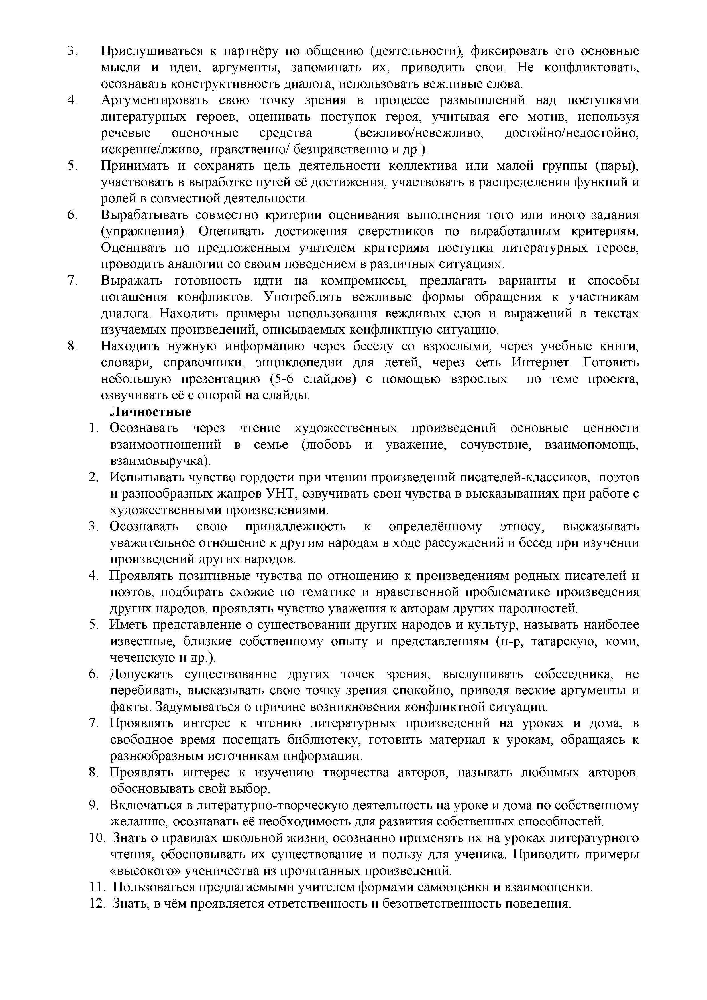 3. Прислушиваться к партнёру по общению (деятельности), фиксировать его основные
мысли и идеи, аргументы, запоминать их, приводить свои. Не конфликтовать,
осознавать конструктивность диалога, использовать вежливые слова.
4. Аргументировать свою точку зрения в процессе размышлений над поступками
литературных героев, оценивать поступок героя, учитывая его мотив, используя
речевые оценочные средства (вежливо/невежливо, достойно/недостойно,
искренне/лживо, нравственно/ безнравственно и др.).
5. Принимать и сохранять цель деятельности коллектива или малой группы (пары),
участвовать в выработке путей её достижения, участвовать в распределении функций и
ролей в совместной деятельности.
6. Вырабатывать совместно критерии оценивания выполнения того или иного задания
(упражнения). Оценивать достижения сверстников по выработанным критериям.
Оценивать по предложенным учителем критериям поступки литературных героев,
проводить аналогии со своим поведением в различных ситуациях.
7. Выражать готовность идти на компромиссы, предлагать варианты и способы
погашения конфликтов. Употреблять вежливые формы обращения к участникам
диалога. Находить примеры использования вежливых слов и выражений в текстах
изучаемых произведений, описываемых конфликтную ситуацию.
8. Находить нужную информацию через беседу со взрослыми, через учебные книги,
словари, справочники, энциклопедии для детей, через сеть Интернет. Готовить
небольшую презентацию (5-6 слайдов) с помощью взрослых по теме проекта,
озвучивать её с опорой на слайды.
Личностные
1. Осознавать через чтение художественных произведений основные ценности
взаимоотношений в семье (любовь и уважение, сочувствие, взаимопомощь,
взаимовыручка).
2. Испытывать чувство гордости при чтении произведений писателей-классиков, поэтов
и разнообразных жанров УНТ, озвучивать свои чувства в высказываниях при работе с
художественными произведениями.
3. Осознавать свою принадлежность к определённому этносу, высказывать
уважительное отношение к другим народам в ходе рассуждений и бесед при изучении
произведений других народов.
4. Проявлять позитивные чувства по отношению к произведениям родных писателей и
поэтов, подбирать схожие по тематике и нравственной проблематике произведения
других народов, проявлять чувство уважения к авторам других народностей.
5. Иметь представление о существовании других народов и культур, называть наиболее
известные, близкие собственному опыту и представлениям (н-р, татарскую, коми,
чеченскую и др.).
6. Допускать существование других точек зрения, выслушивать собеседника, не
перебивать, высказывать свою точку зрения спокойно, приводя веские аргументы и
факты. Задумываться о причине возникновения конфликтной ситуации.
7. Проявлять интерес к чтению литературных произведений на уроках и дома, в
свободное время посещать библиотеку, готовить материал к урокам, обращаясь к
разнообразным источникам информации.
8. Проявлять интерес к изучению творчества авторов, называть любимых авторов,
обосновывать свой выбор.
9. Включаться в литературно-творческую деятельность на уроке и дома по собственному
желанию, осознавать её необходимость для развития собственных способностей.
10. Знать о правилах школьной жизни, осознанно применять их на уроках литературного
чтения, обосновывать их существование и пользу для ученика. Приводить примеры
«высокого» ученичества из прочитанных произведений.
11. Пользоваться предлагаемыми учителем формами самооценки и взаимооценки.
12. Знать, в чём проявляется ответственность и безответственность поведения.